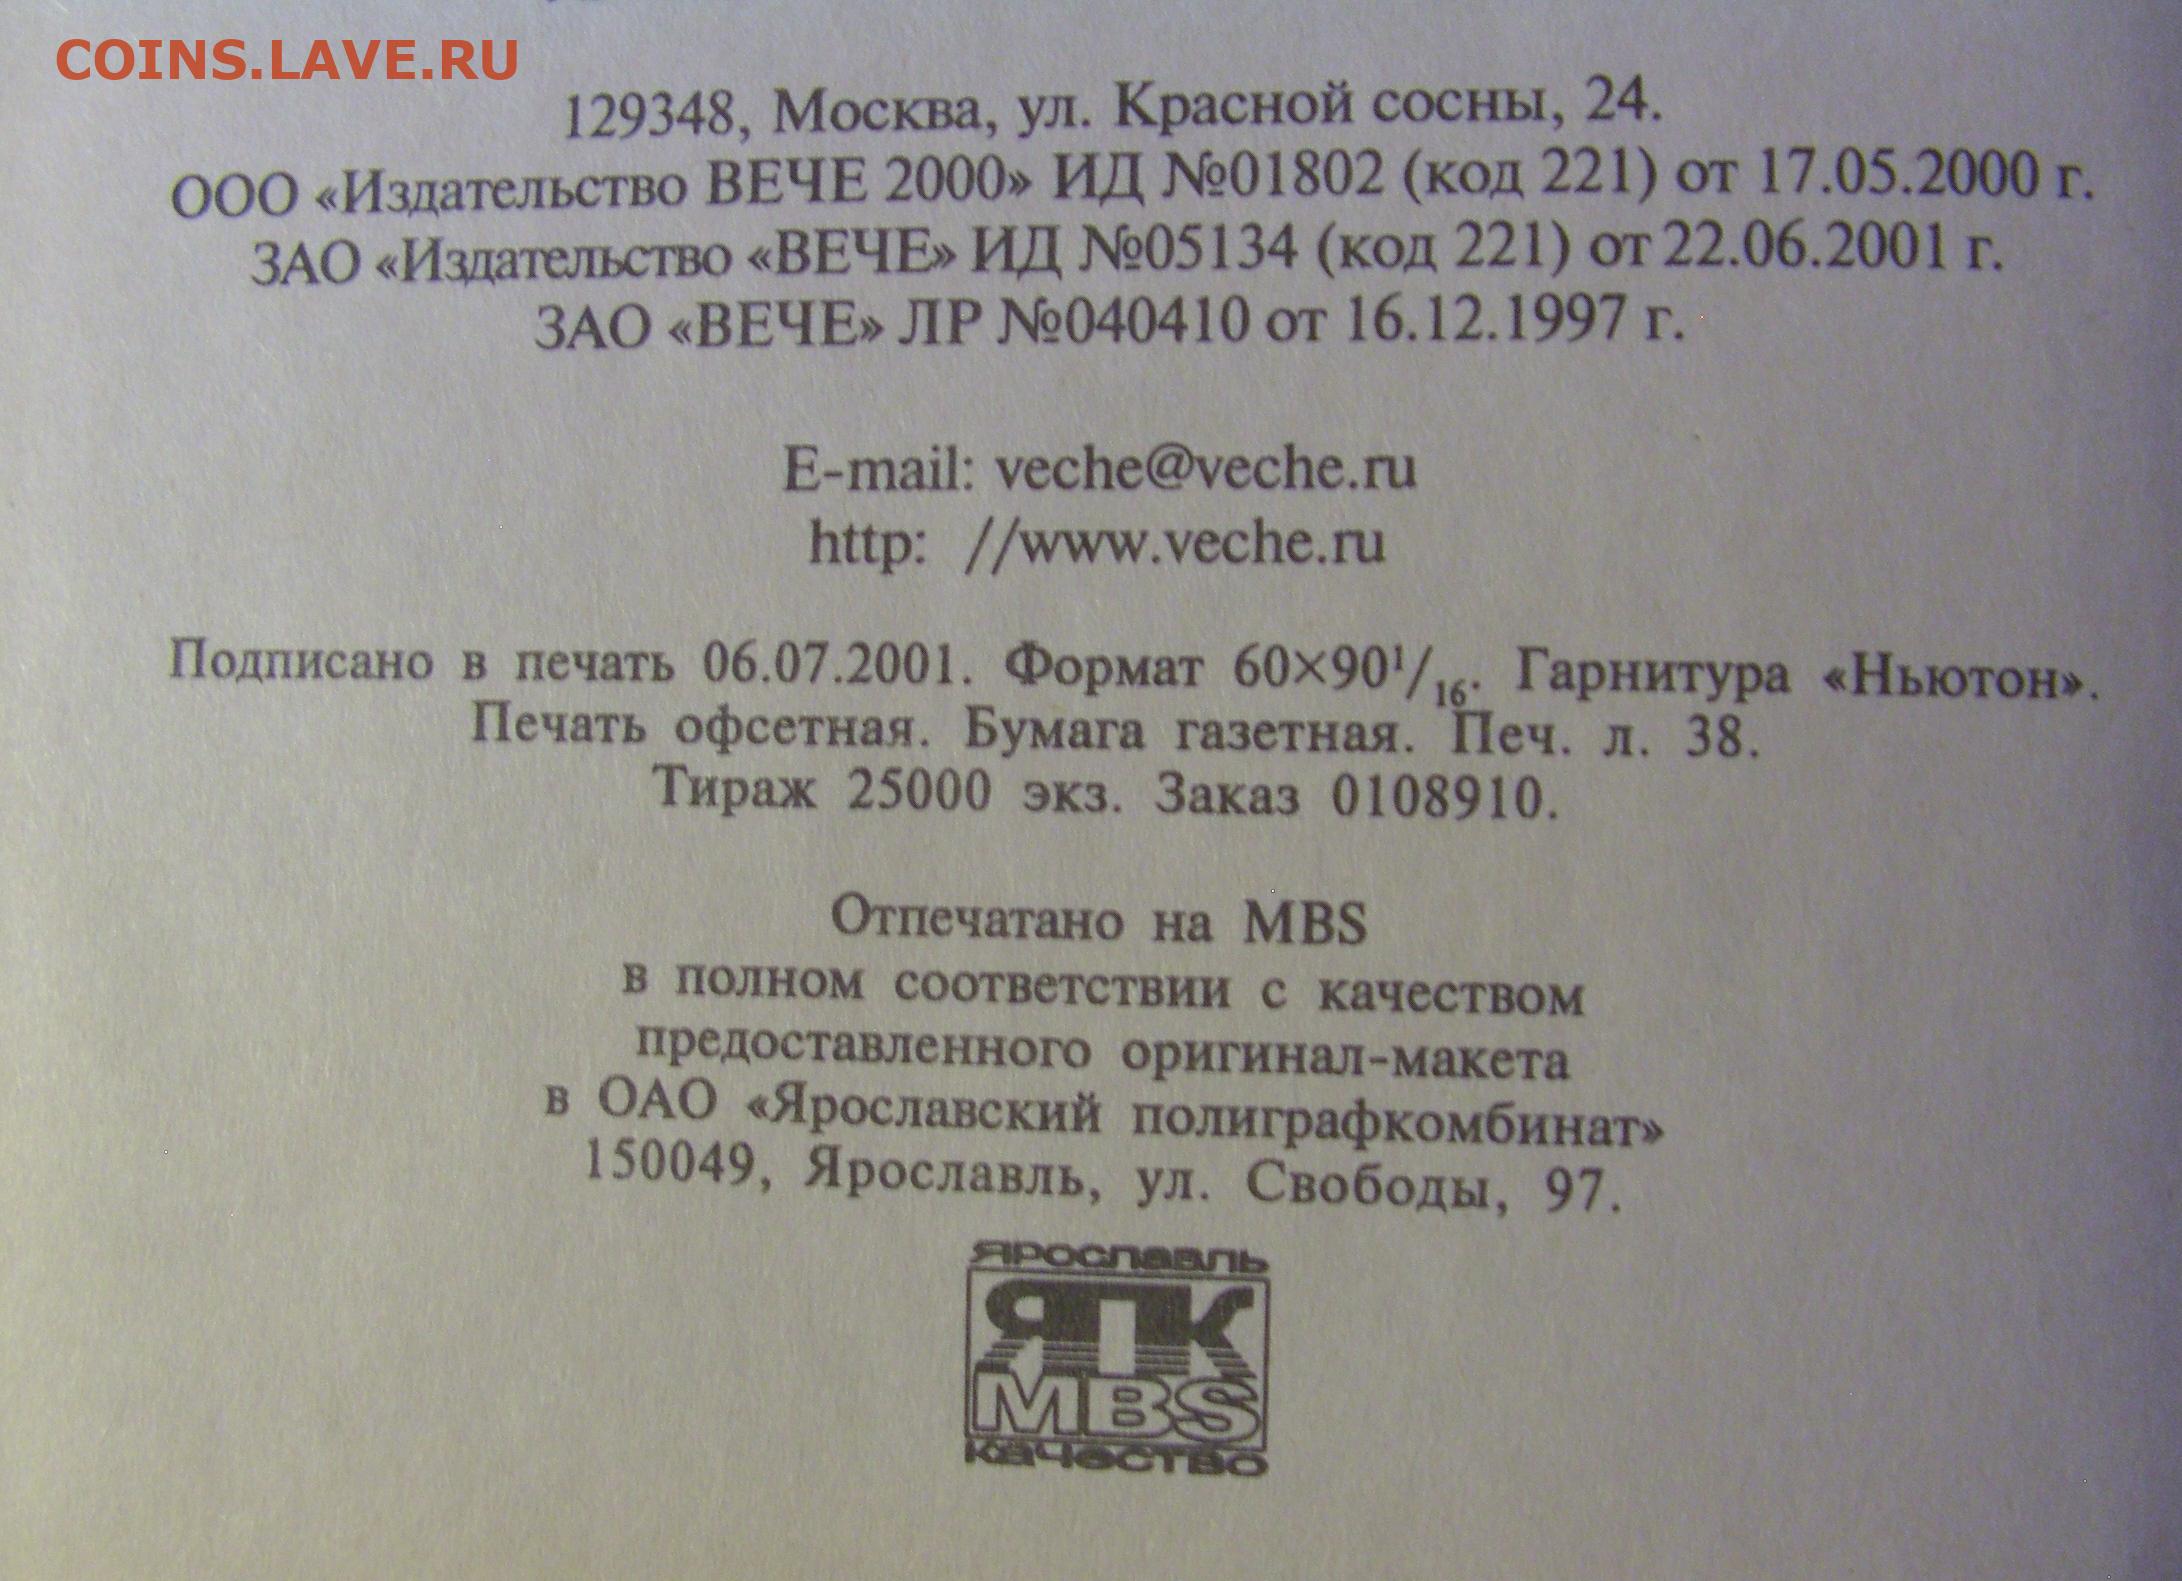 COINS.LAVE.RU
129348, Москва, ул. Красной сосны, 24.
ООО «Издательство ВЕЧЕ 2000» ИД №01802 (код 221) от 17.05.2000 г.
ЗАО «Издательство «ВЕЧЕ» ИД №05134 (код 221) от 22.06.2001 г.
ЗАО «ВЕЧЕ» ЛР №040410 от 16.12.1997 г.
E-mail: veche@veche.ru
http: //www.veche.ru
Подписано в печать 06.07.2001. Формат 60×90¹/₁₆. Гарнитура «Ньютон».
Печать офсетная. Бумага газетная. Печ. л. 38.
Тираж 25000 экз. Заказ 0108910.
Отпечатано на MBS
в полном соответствии с качеством
предоставленного оригинал-макета
в ОАО «Ярославский полиграфкомбинат»
150049, Ярославль, ул. Свободы, 97.
ЯРОСЛАВЛЬ
ЯПК
MBS
КАЧЕСТВО